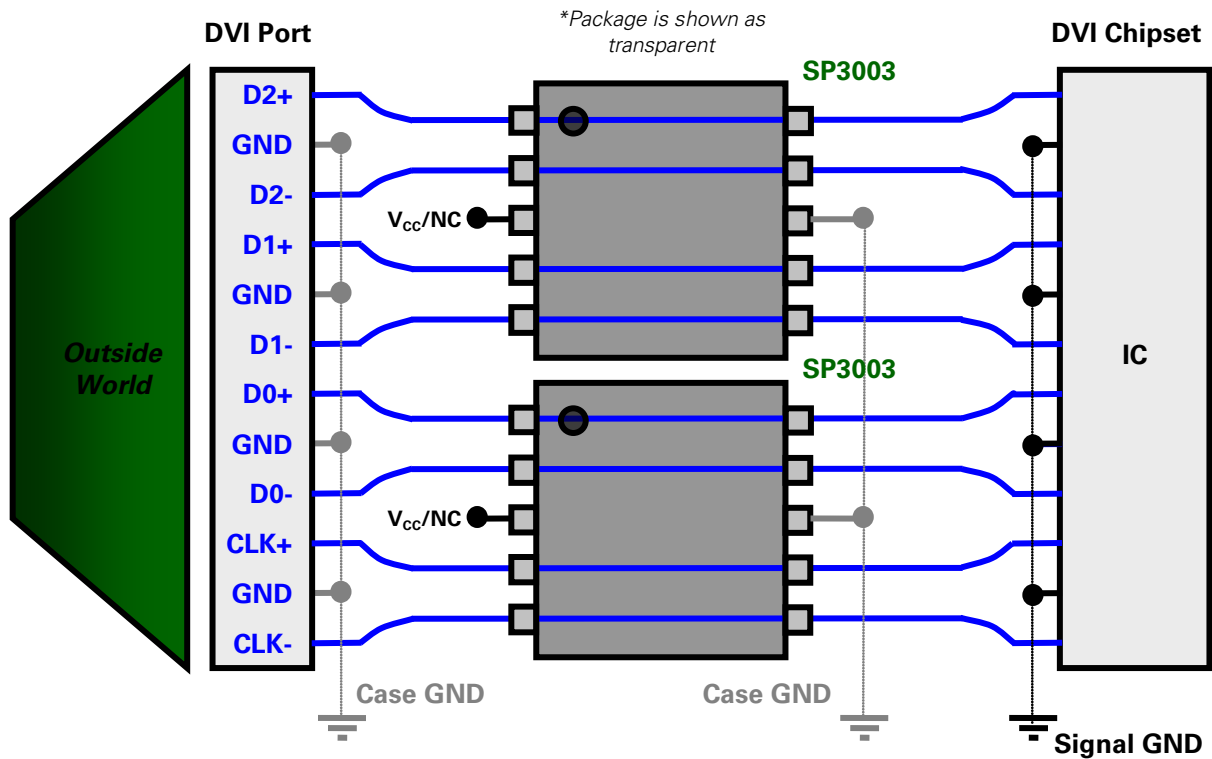 *Package is shown as
transparent
DVI Port
DVI Chipset
SP3003
D2+
GND
D2-
D1+
GND
D1-
D0+
GND
D0-
CLK+
GND
CLK-
Outside
World
VCC/NC
SP3003
VCC/NC
IC
Case GND
Case GND
Signal GND